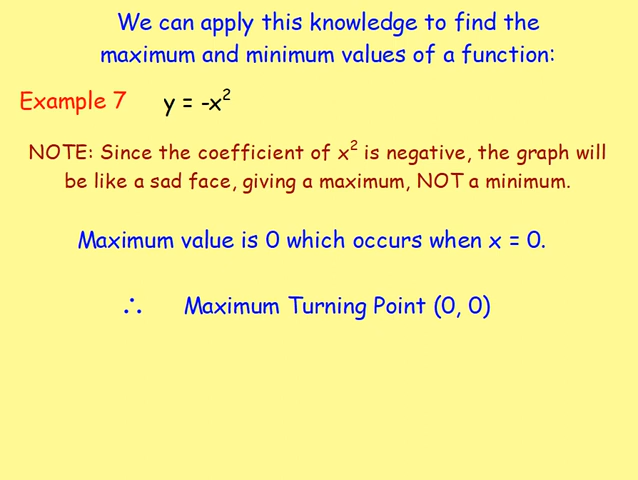 We can apply this knowledge to find the
maximum and minimum values of a function:
Example 7 y = -x²
NOTE: Since the coefficient of x² is negative, the graph will
be like a sad face, giving a maximum, NOT a minimum.
Maximum value is 0 which occurs when x = 0.
∴ Maximum Turning Point (0, 0)